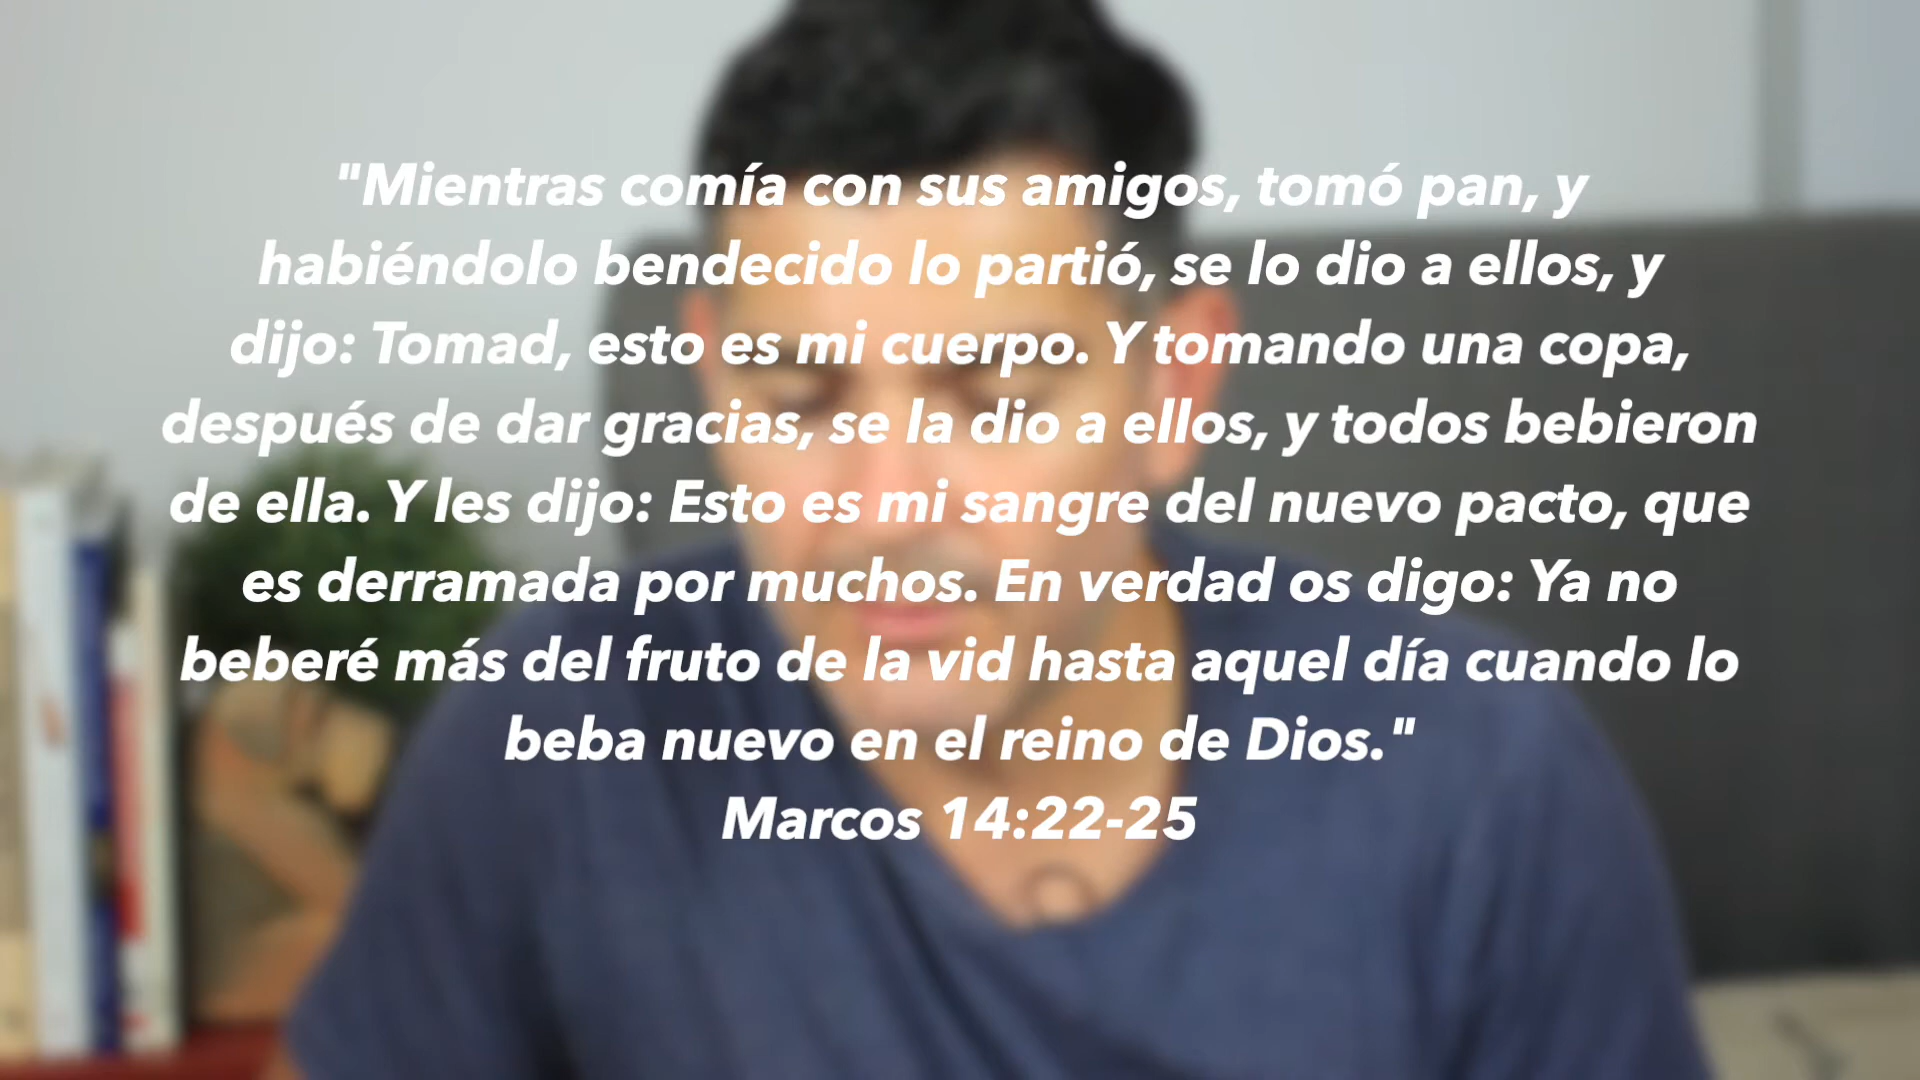 "Mientras comía con sus amigos, tomó pan, y
habiéndolo bendecido lo partió, se lo dio a ellos, y
dijo: Tomad, esto es mi cuerpo. Y tomando una copa,
después de dar gracias, se la dio a ellos, y todos bebieron
de ella. Y les dijo: Esto es mi sangre del nuevo pacto, que
es derramada por muchos. En verdad os digo: Ya no
beberé más del fruto de la vid hasta aquel día cuando lo
beba nuevo en el reino de Dios."
Marcos 14:22-25